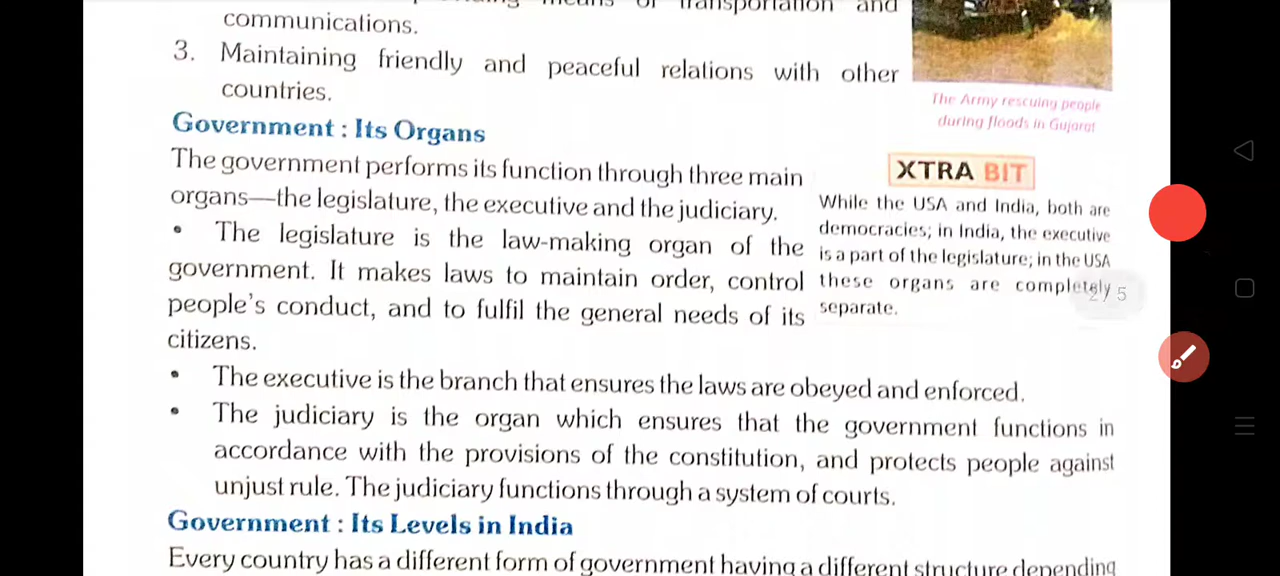 communications.
3. Maintaining friendly and peaceful relations with other
countries.
The Army rescuing people
during floods in Gujarat
Government : Its Organs
The government performs its function through three main
organs—the legislature, the executive and the judiciary.
• The legislature is the law-making organ of the
government. It makes laws to maintain order, control
people's conduct, and to fulfil the general needs of its
citizens.
XTRA BIT
While the USA and India, both are
democracies; in India, the executive
is a part of the legislature; in the USA
these organs are completely
separate.
• The executive is the branch that ensures the laws are obeyed and enforced.
• The judiciary is the organ which ensures that the government functions in
accordance with the provisions of the constitution, and protects people against
unjust rule. The judiciary functions through a system of courts.
Government : Its Levels in India
Every country has a different form of government having a different structure depending